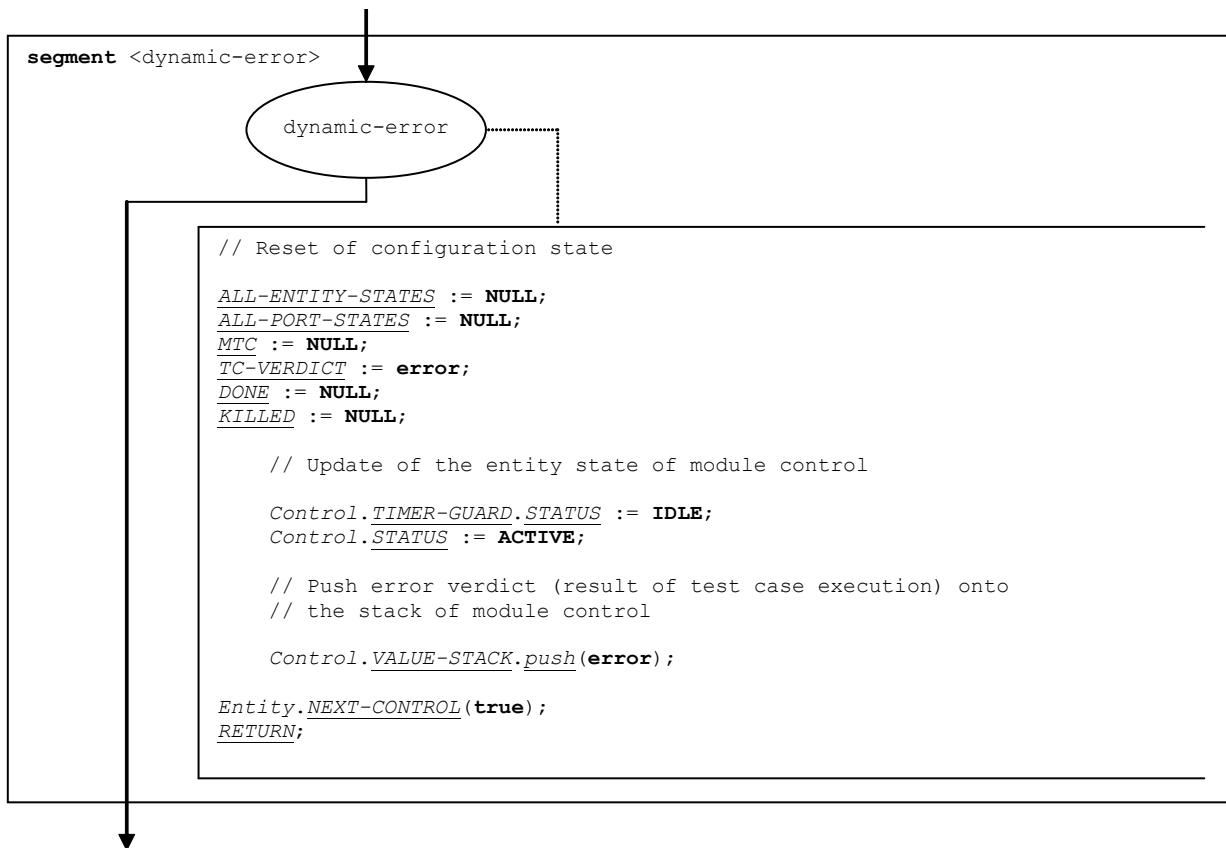 segment <dynamic-error>
dynamic-error
// Reset of configuration state
ALL-ENTITY-STATES := NULL;
ALL-PORT-STATES := NULL;
MTC := NULL;
TC-VERDICT := error;
DONE := NULL;
KILLED := NULL;
// Update of the entity state of module control
Control.TIMER-GUARD.STATUS := IDLE;
Control.STATUS := ACTIVE;
// Push error verdict (result of test case execution) onto
// the stack of module control
Control.VALUE-STACK.push(error);
Entity.NEXT-CONTROL(true);
RETURN;